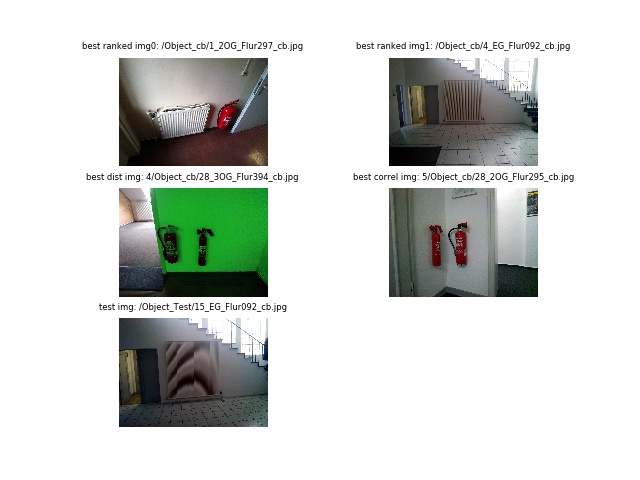 best ranked img0: /Object_cb/1_2OG_Flur297_cb.jpg
best ranked img1: /Object_cb/4_EG_Flur092_cb.jpg
best dist img: 4/Object_cb/28_3OG_Flur394_cb.jpg
best correl img: 5/Object_cb/28_2OG_Flur295_cb.jpg
test img: /Object_Test/15_EG_Flur092_cb.jpg